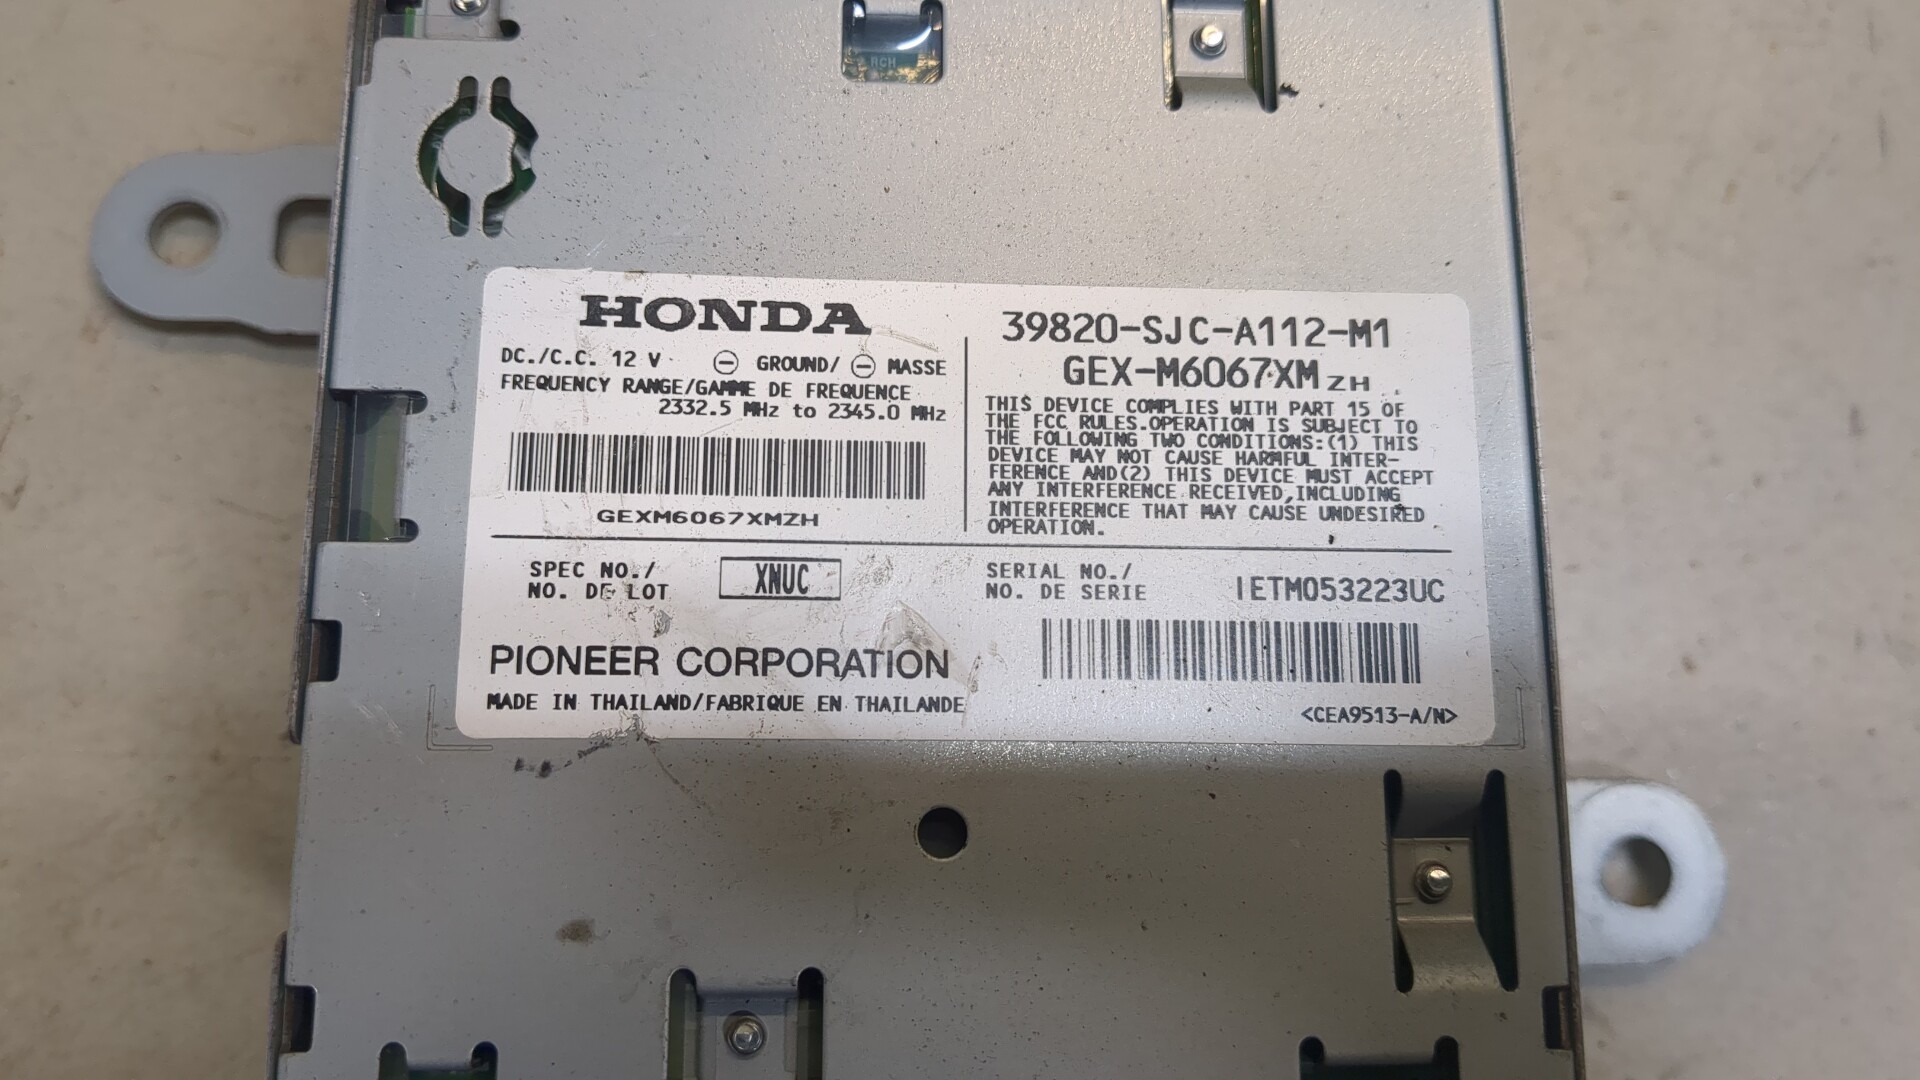 RCH
HONDA
DC./C.C. 12 V ⊖ GROUND/ ⊖ MASSE
FREQUENCY RANGE/GAMME DE FREQUENCE
2332.5 MHz to 2345.0 MHz
GEXM6067XMZH
39820-SJC-A112-M1
GEX-M6067XM ZH
THIS DEVICE COMPLIES WITH PART 15 OF
THE FCC RULES.OPERATION IS SUBJECT TO
THE FOLLOWING TWO CONDITIONS:(1) THIS
DEVICE MAY NOT CAUSE HARMFUL INTER-
FERENCE AND(2) THIS DEVICE MUST ACCEPT
ANY INTERFERENCE RECEIVED,INCLUDING
INTERFERENCE THAT MAY CAUSE UNDESIRED
OPERATION.
SPEC NO./
NO. DE LOT
XNUC
SERIAL NO./
NO. DE SERIE
IETM053223UC
PIONEER CORPORATION
MADE IN THAILAND/FABRIQUE EN THAILANDE
<CEA9513-A/N>